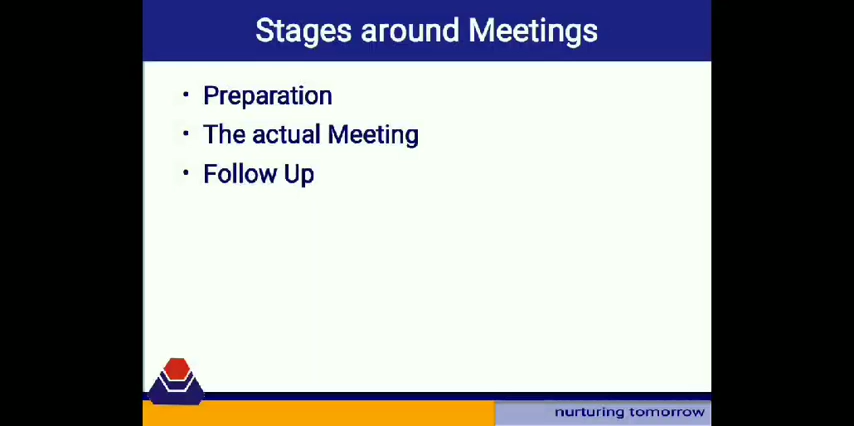 Stages around Meetings
• Preparation
• The actual Meeting
• Follow Up
nurturing tomorrow